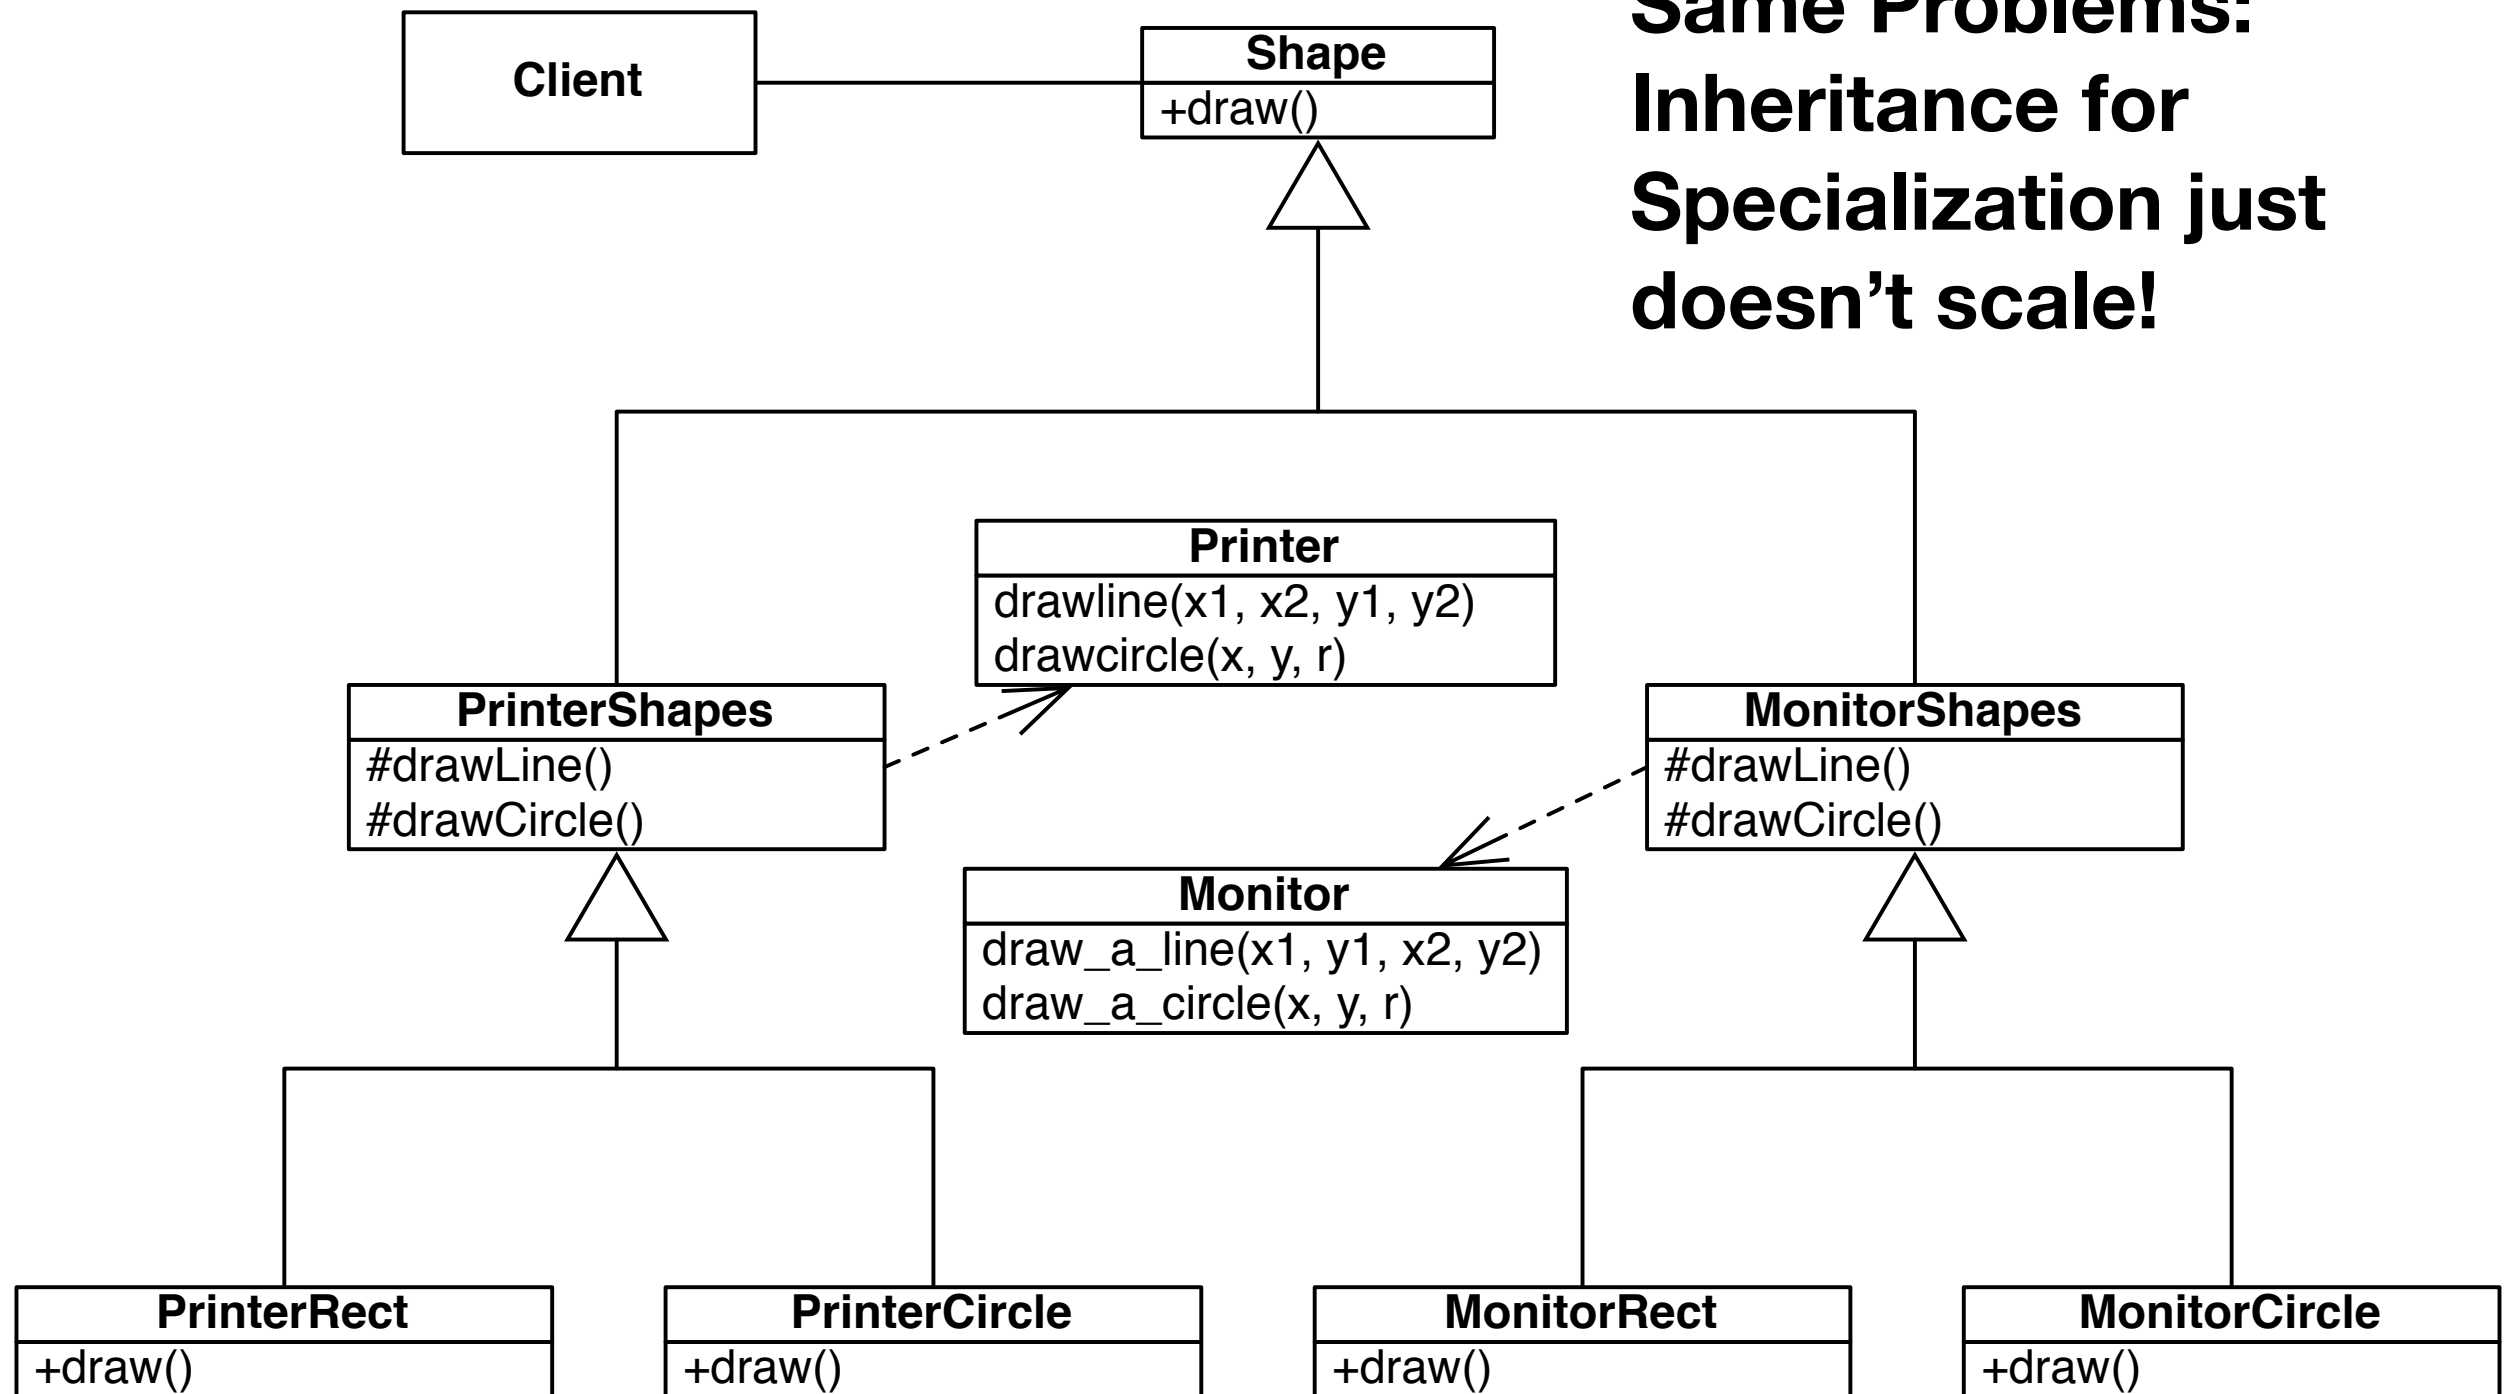 Same Problems:
Inheritance for
Specialization just
doesn’t scale!
Client
Shape
+draw()
Printer
drawline(x1, x2, y1, y2)
drawcircle(x, y, r)
PrinterShapes
#drawLine()
#drawCircle()
MonitorShapes
#drawLine()
#drawCircle()
Monitor
draw_a_line(x1, y1, x2, y2)
draw_a_circle(x, y, r)
PrinterRect
+draw()
PrinterCircle
+draw()
MonitorRect
+draw()
MonitorCircle
+draw()